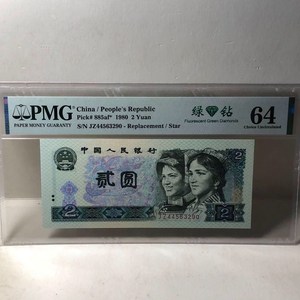 PMG
PAPER MONEY GUARANTY
China / People's Republic
Pick# 885af* 1980 2 Yuan
S/N JZ44563290 - Replacement / Star
绿钻
Fluorescent Green Diamonds
64
Choice Uncirculated
中国人民银行
贰圆
2
2
JZ44563290